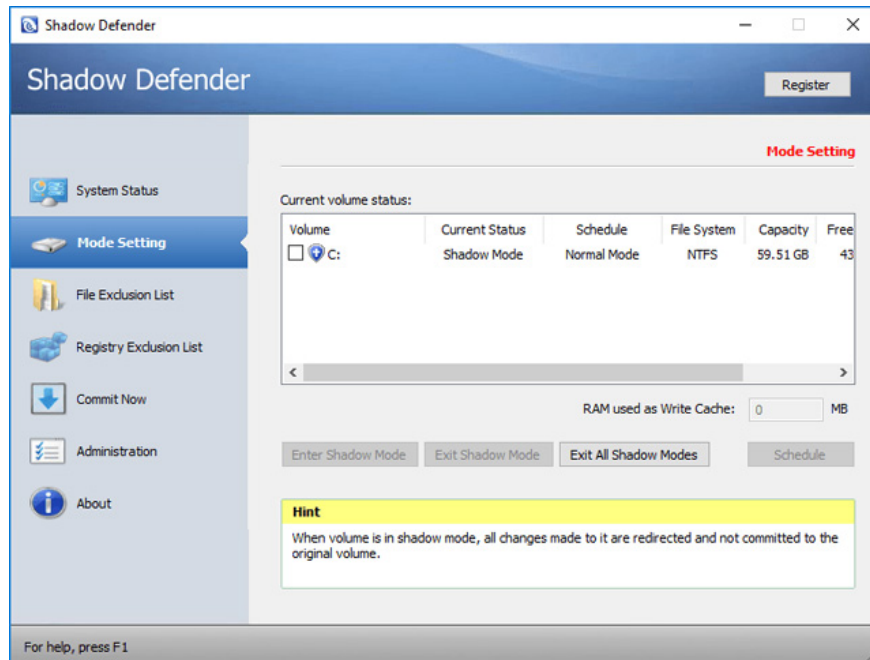 Shadow Defender
Shadow Defender
Register
Mode Setting
System Status
Mode Setting
File Exclusion List
Registry Exclusion List
Commit Now
Administration
About
Current volume status:
Volume Current Status Schedule File System Capacity Free
C: Shadow Mode Normal Mode NTFS 59.51 GB 43
RAM used as Write Cache: 0 MB
Enter Shadow Mode Exit Shadow Mode Exit All Shadow Modes Schedule
Hint
When volume is in shadow mode, all changes made to it are redirected and not committed to the
original volume.
For help, press F1